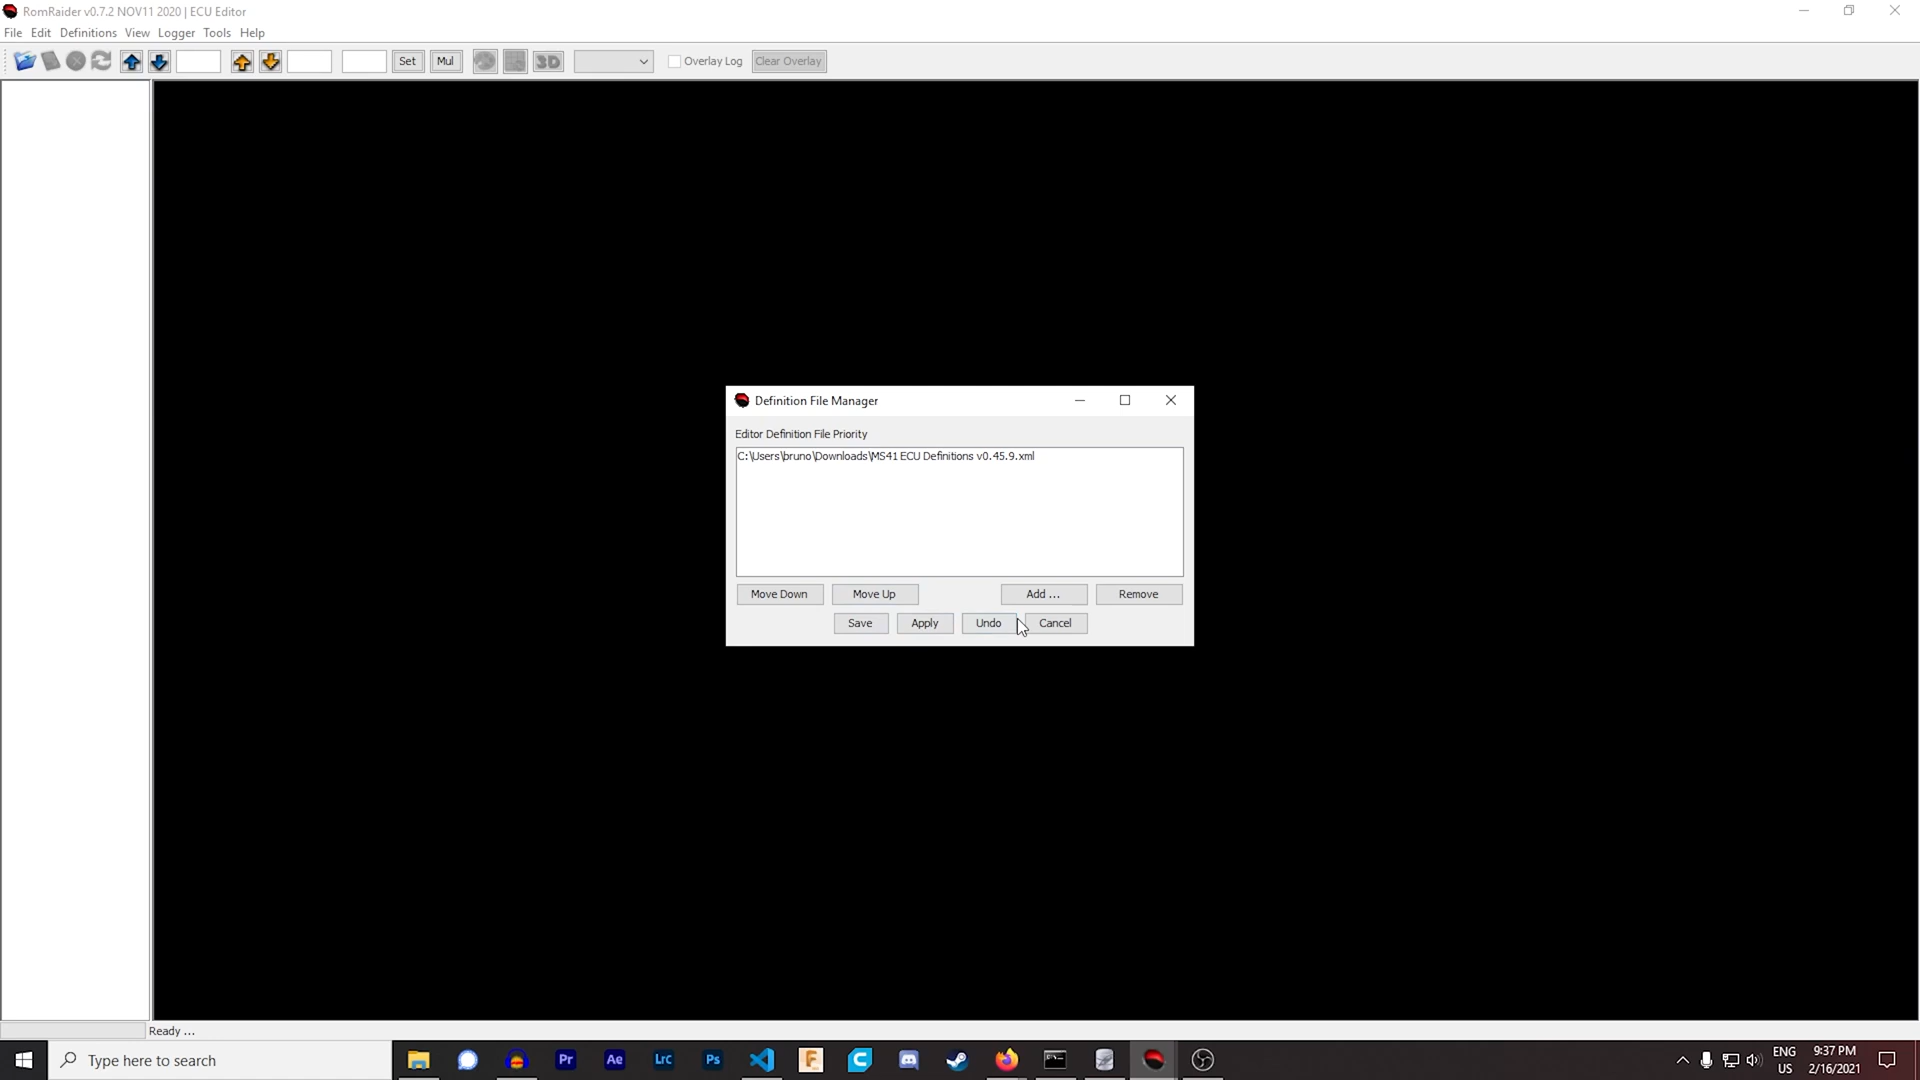 RomRaider v0.7.2 NOV11 2020 | ECU Editor
File Edit Definitions View Logger Tools Help
Set Mul 3D Overlay Log Clear Overlay
Definition File Manager
Editor Definition File Priority
C:\Users\bruno\Downloads\MS41 ECU Definitions v0.45.9.xml
Move Down Move Up Add ... Remove
Save Apply Undo Cancel
Ready ...
Type here to search Pr Ae LrC Ps ENG 9:37 PM
US 2/16/2021